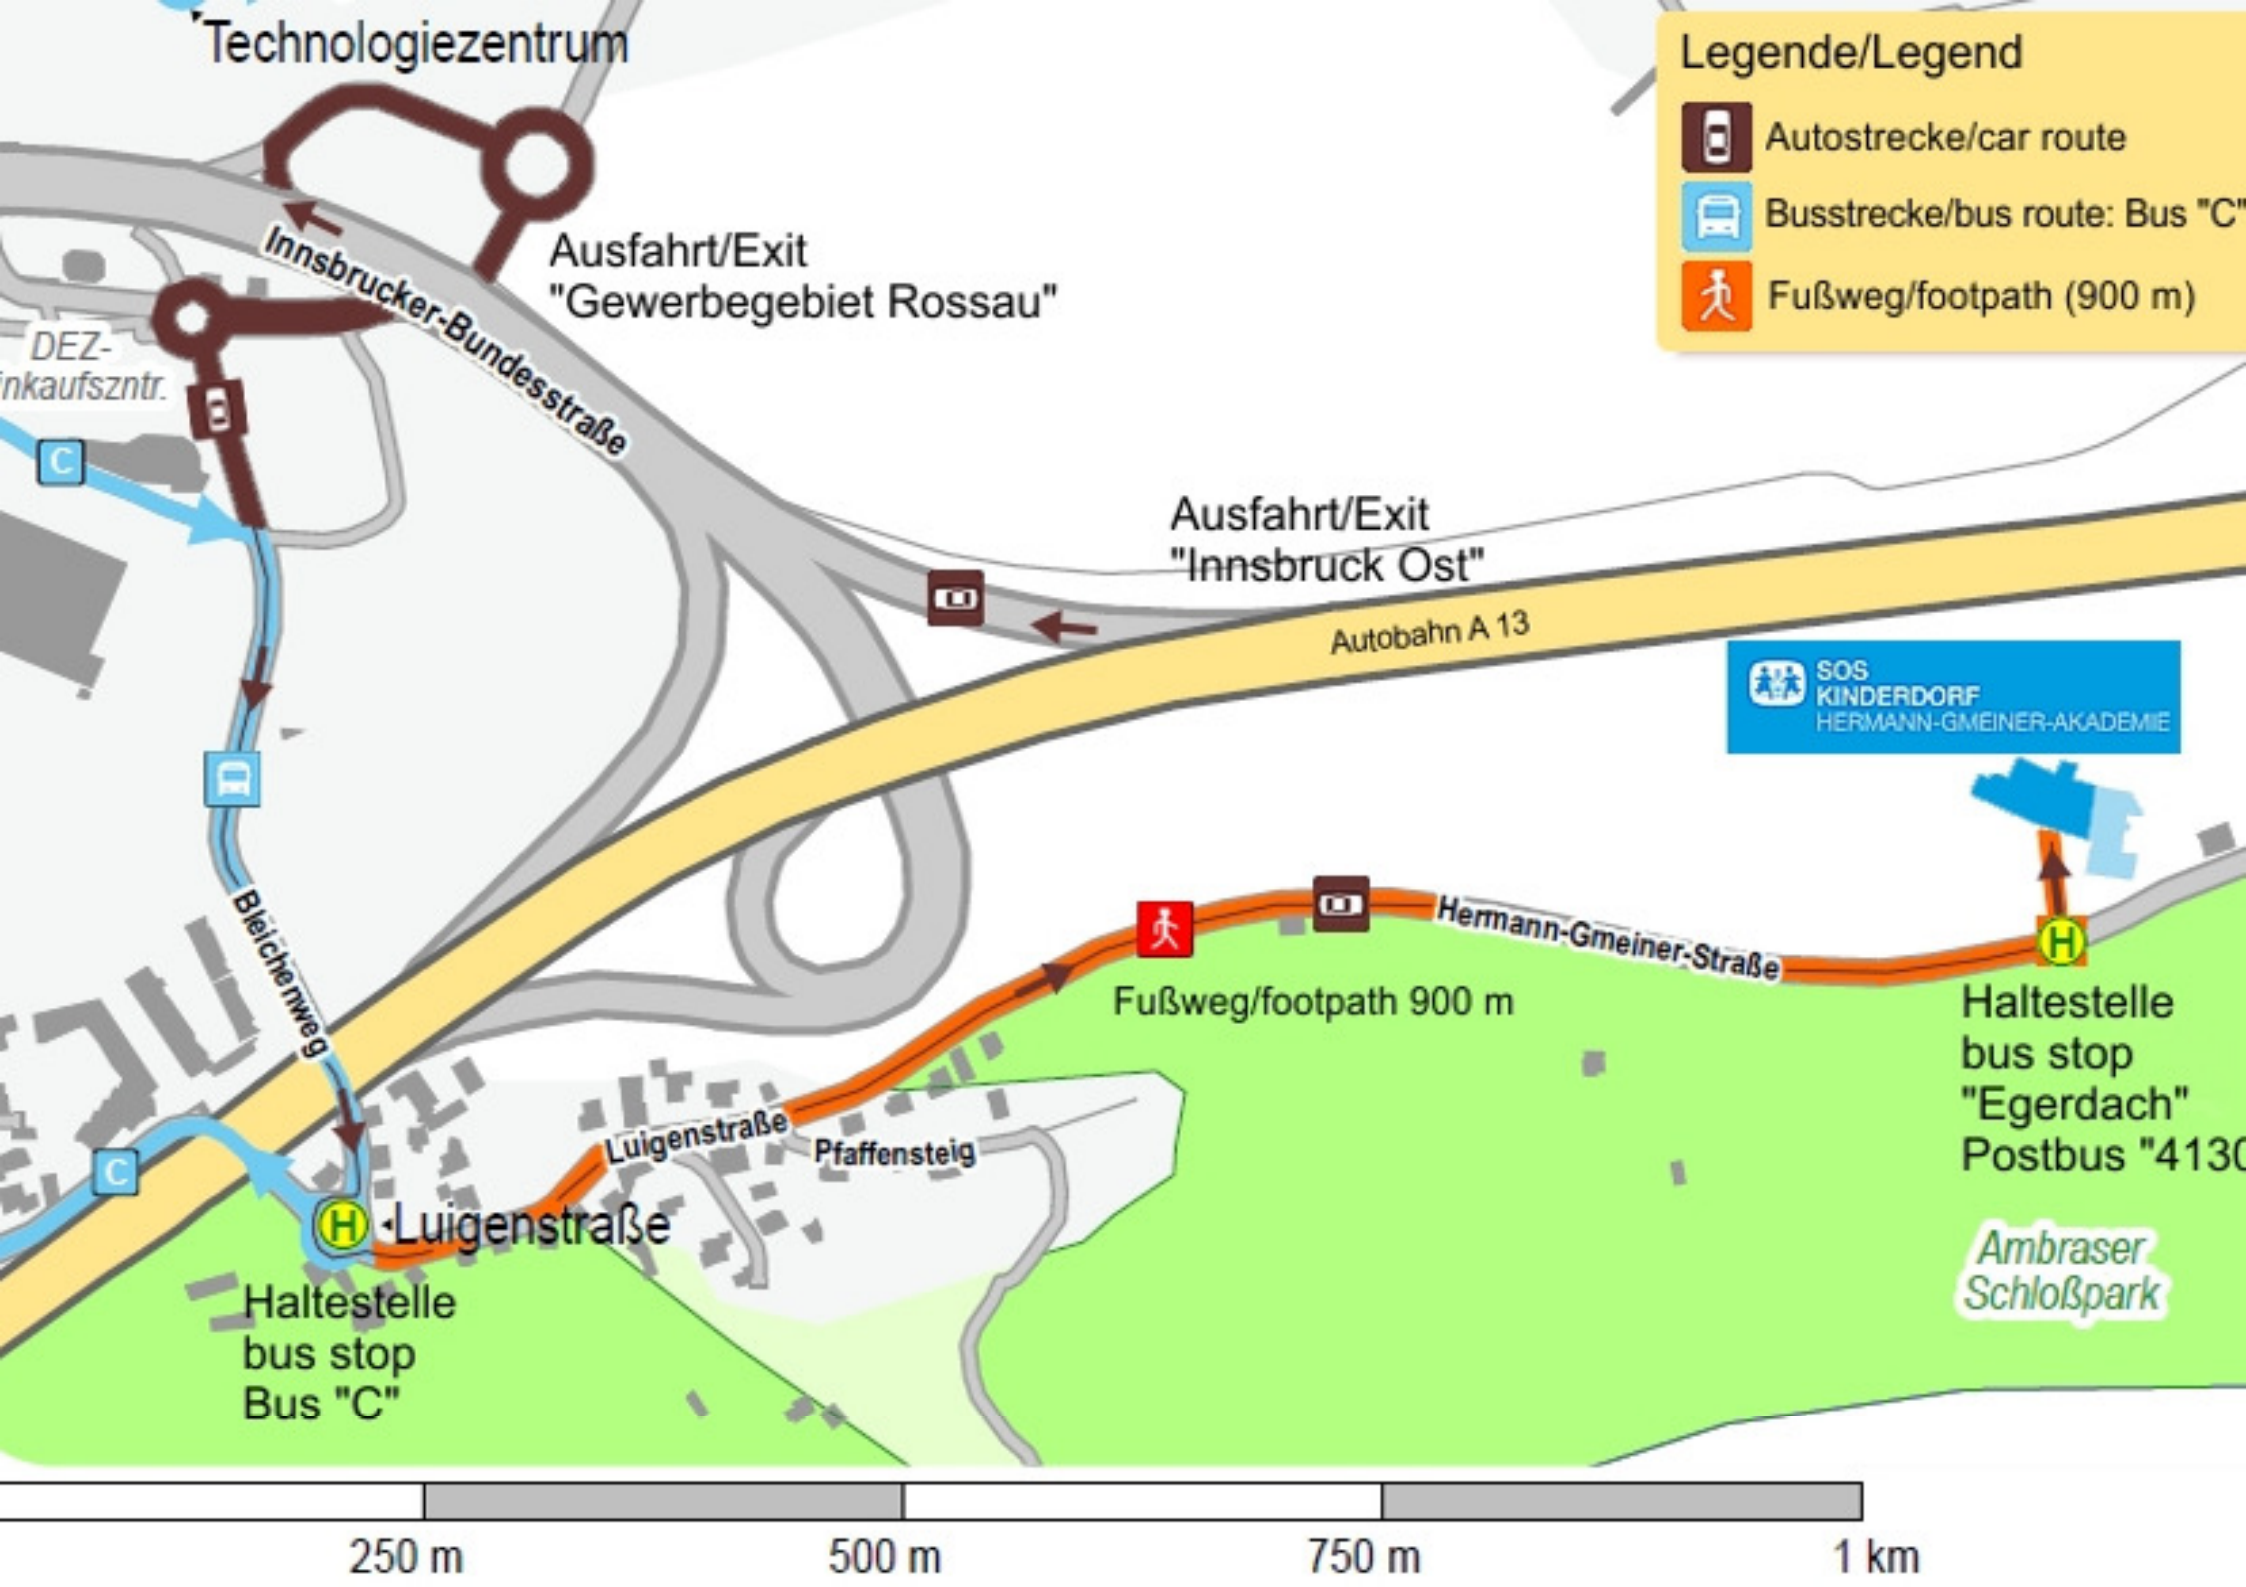 Technologiezentrum
Legende/Legend
Autostrecke/car route
Busstrecke/bus route: Bus "C"
Fußweg/footpath (900 m)
Ausfahrt/Exit
"Gewerbegebiet Rossau"
Innsbrucker-Bundesstraße
DEZ-
inkaufszntr.
C
Ausfahrt/Exit
"Innsbruck Ost"
Autobahn A 13
SOS
KINDERDORF
HERMANN-GMEINER-AKADEMIE
Bleichenweg
Hermann-Gmeiner-Straße
H
Fußweg/footpath 900 m
Haltestelle
bus stop
"Egerdach"
Postbus "4130
Luigenstraße
Pfaffensteig
C
H
Luigenstraße
Haltestelle
bus stop
Bus "C"
Ambraser
Schloßpark
250 m
500 m
750 m
1 km